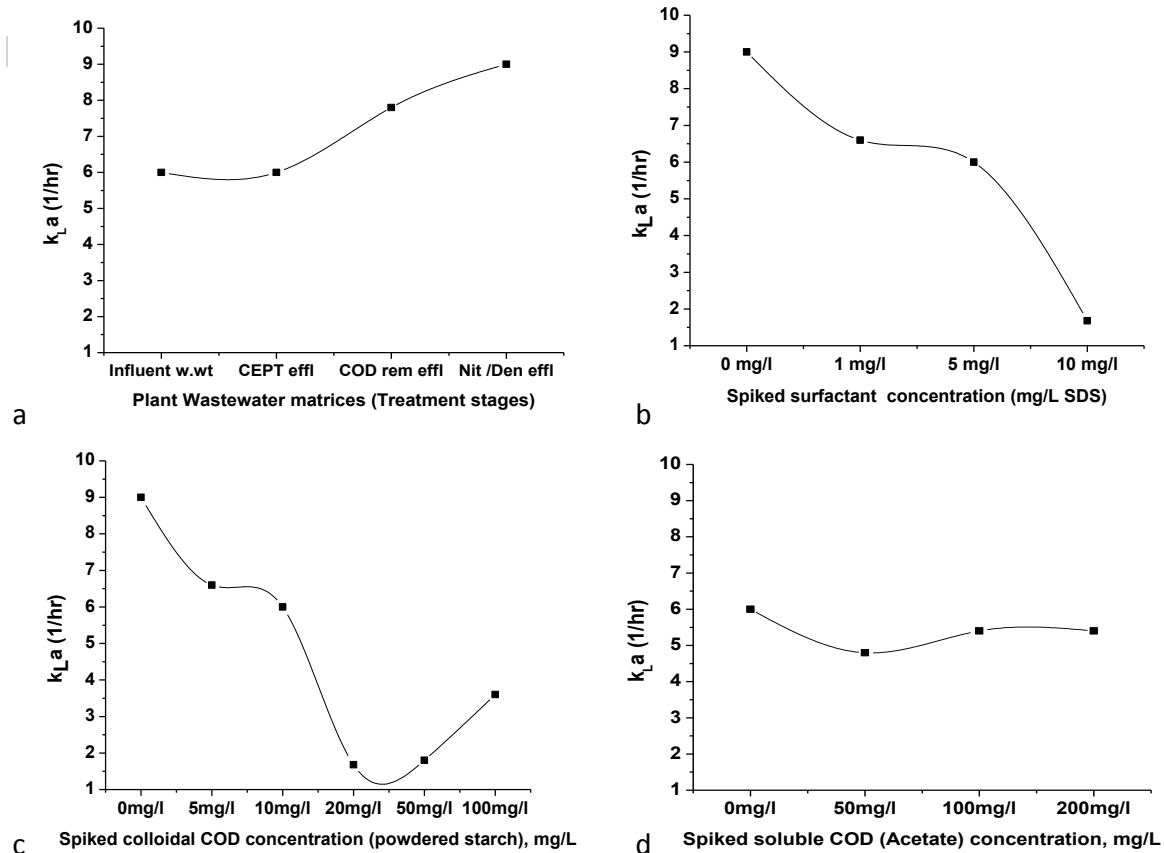 10
9
8
7
6
5
4
3
2
1
kLa (1/hr)
Influent w.wt CEPT effl COD rem effl Nit /Den effl
Plant Wastewater matrices (Treatment stages)
a
10
9
8
7
6
5
4
3
2
1
kLa (1/hr)
0 mg/l 1 mg/l 5 mg/l 10 mg/l
Spiked surfactant concentration (mg/L SDS)
b
10
9
8
7
6
5
4
3
2
1
kLa (1/hr)
0mg/l 5mg/l 10mg/l 20mg/l 50mg/l 100mg/l
Spiked colloidal COD concentration (powdered starch), mg/L
c
10
9
8
7
6
5
4
3
2
1
kLa (1/hr)
0mg/l 50mg/l 100mg/l 200mg/l
Spiked soluble COD (Acetate) concentration, mg/L
d